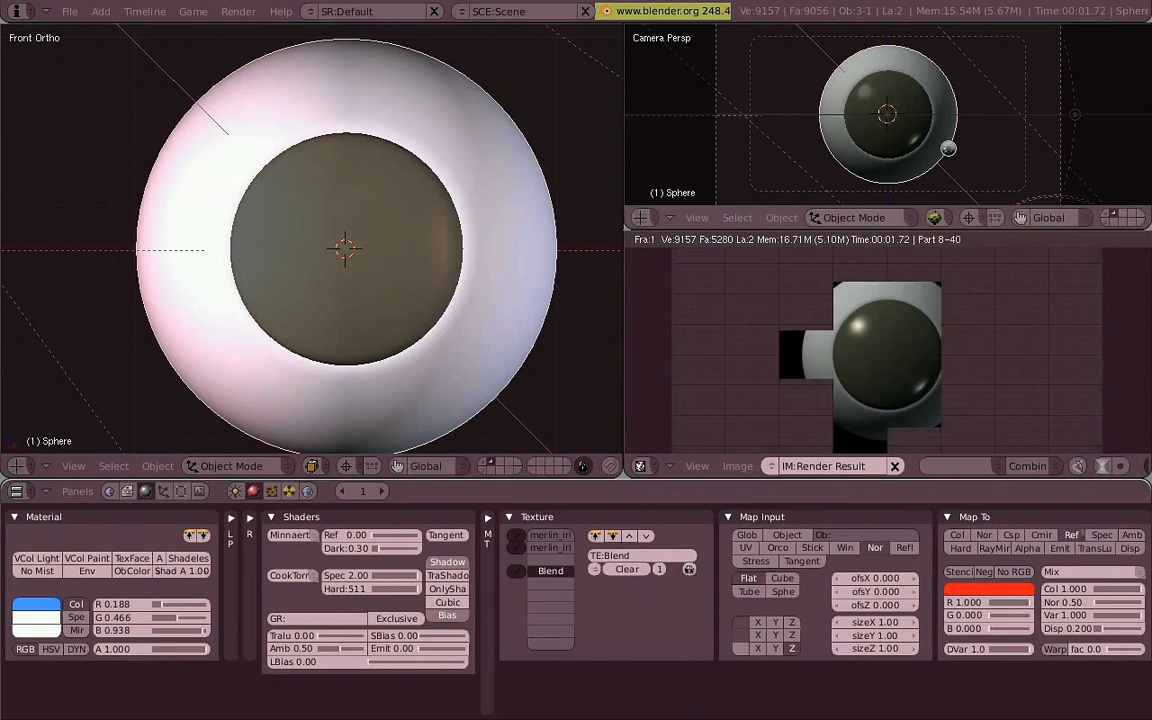 File Add Timeline Game Render Help SR:Default SCE:Scene www.blender.org 248.4 Ve:9157 | Fa:9056 | Ob:3-1 | La:2 | Mem:15.54M (5.67M) | Time:00:01.72 | Sphere
Front Ortho
Camera Persp
(1) Sphere
View Select Object Object Mode Global
Fra:1 Ve:9157 Fa:5280 La:2 Mem:16.71M (5.10M) Time:00:01.72 | Part 8-40
(1) Sphere
View Select Object Object Mode Global
View Image IM:Render Result Combin
Panels 1
Material
VCol Light VCol Paint TexFace A Shadeles
No Mist Env ObColor Shad A 1.00
Col R 0.188
Spe G 0.466
Mir B 0.938
RGB HSV DYN A 1.000
L
P
R
Shaders
Minnaert Ref 0.00 Tangent
Dark:0.30
Shadow
CookTorr Spec 2.00 TraShado
Hard:511 OnlySha
Cubic
GR: Exclusive Bias
Tralu 0.00 SBias 0.00
Amb 0.50 Emit 0.00
LBias 0.00
M
T
Texture
merlin_iri
merlin_iri
TE:Blend
Blend Clear 1
Map Input
Glob Object Ob:
UV Orco Stick Win Nor Refl
Stress Tangent
Flat Cube ofsX 0.000
Tube Sphe ofsY 0.000
ofsZ 0.000
X Y Z sizeX 1.00
X Y Z sizeY 1.00
X Y Z sizeZ 1.00
Map To
Col Nor Csp Cmir Ref Spec Amb
Hard RayMir Alpha Emit TransLu Disp
Stenci Neg No RGB Mix
Col 1.000
R 1.000 Nor 0.50
G 0.000 Var 1.000
B 0.000 Disp 0.200
DVar 1.0 Warp fac 0.0